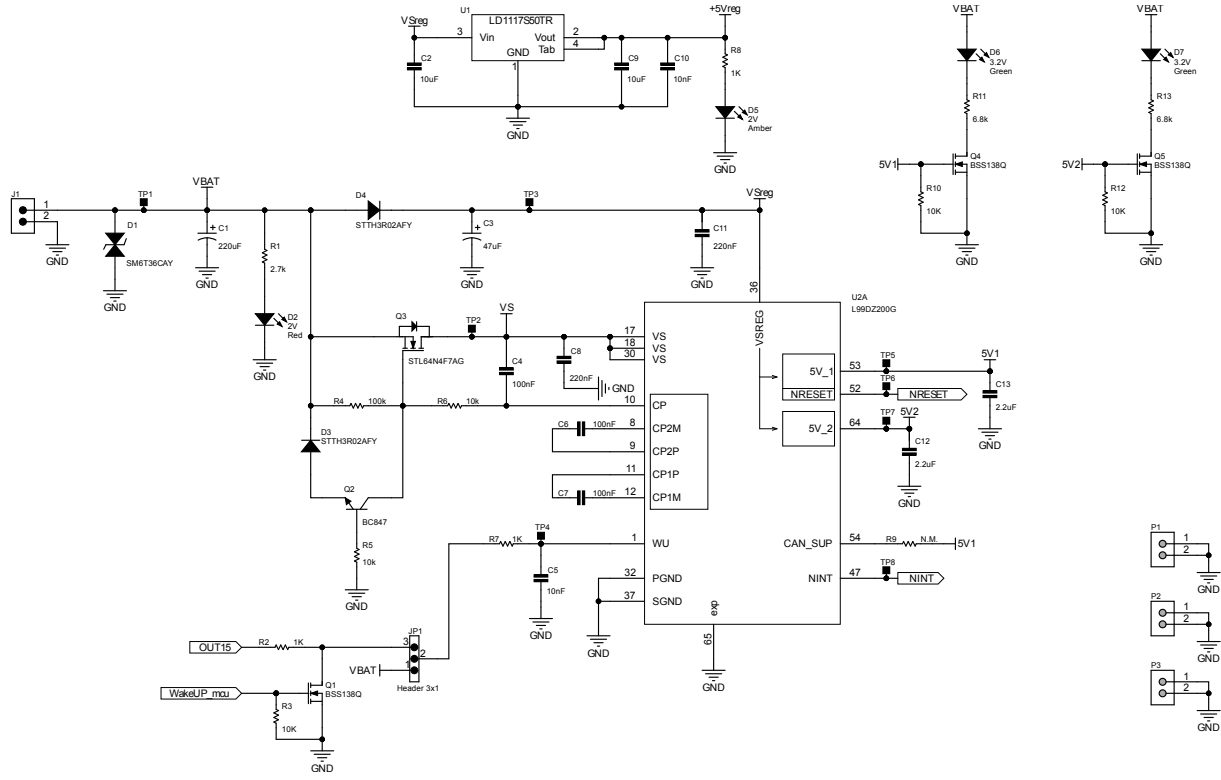 U1
LD1117S50TR
VSreg
3
Vin
Vout
2
Tab
4
GND
1
+5Vreg
C2
10uF
C9
10uF
C10
10nF
R8
1K
D5
2V
Amber
GND
GND
VBAT
D6
3.2V
Green
R11
6.8k
5V1
Q4
BSS138Q
R10
10K
GND
VBAT
D7
3.2V
Green
R13
6.8k
5V2
Q5
BSS138Q
R12
10K
GND
J1
1
2
GND
D1
SM6T36CAY
GND
TP1
VBAT
C1
220uF
GND
R1
2.7k
D2
2V
Red
GND
D4
STTH3R02AFY
C3
47uF
GND
TP3
C11
220nF
GND
VSreg
36
U2A
L99DZ200G
Q3
STL64N4F7AG
TP2
VS
C4
100nF
C8
220nF
GND
17
VS
18
VS
30
VS
VSREG
5V_1
NRESET
5V_2
53
TP5
5V1
52
TP6
NRESET
C13
2.2uF
GND
64
TP7
5V2
C12
2.2uF
GND
R4
100k
R6
10k
10
CP
C6
100nF
8
CP2M
9
CP2P
11
CP1P
C7
100nF
12
CP1M
D3
STTH3R02AFY
Q2
BC847
R5
10k
GND
R7
1K
TP4
1
WU
C5
10nF
GND
32
PGND
37
SGND
GND
exp
65
GND
CAN_SUP
54
R9
N.M.
5V1
NINT
47
TP8
NINT
P1
1
2
GND
P2
1
2
GND
P3
1
2
GND
OUT15
R2
1K
JP1
3
2
1
VBAT
Header 3x1
WakeUP_mcu
Q1
BSS138Q
R3
10K
GND